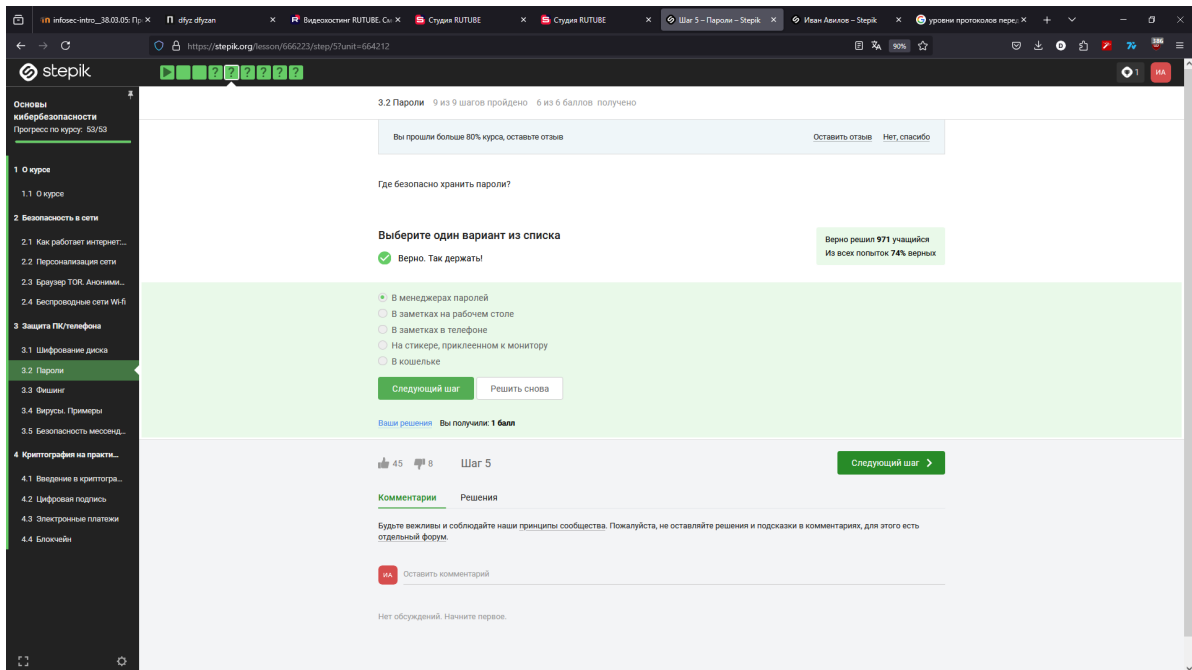 infosec-intro__38.03.05: Пр
dfyz dfyzan
Видеохостинг RUTUBE. См
Студия RUTUBE
Студия RUTUBE
Шаг 5 – Пароли – Stepik
Иван Авилов – Stepik
уровни протоколов перед
https://stepik.org/lesson/666223/step/5?unit=664212
90%
386
stepik
1
ИА
Основы
кибербезопасности
Прогресс по курсу: 53/53
1 О курсе
1.1 О курсе
2 Безопасность в сети
2.1 Как работает интернет:...
2.2 Персонализация сети
2.3 Браузер TOR. Аноними...
2.4 Беспроводные сети Wi-fi
3 Защита ПК/телефона
3.1 Шифрование диска
3.2 Пароли
3.3 Фишинг
3.4 Вирусы. Примеры
3.5 Безопасность мессенд...
4 Криптография на практи...
4.1 Введение в криптогра...
4.2 Цифровая подпись
4.3 Электронные платежи
4.4 Блокчейн
3.2 Пароли 9 из 9 шагов пройдено 6 из 6 баллов получено
Вы прошли больше 80% курса, оставьте отзыв
Оставить отзыв Нет, спасибо
Где безопасно хранить пароли?
Выберите один вариант из списка
Верно. Так держать!
Верно решил 971 учащийся
Из всех попыток 74% верных
В менеджерах паролей
В заметках на рабочем столе
В заметках в телефоне
На стикере, приклеенном к монитору
В кошельке
Следующий шаг
Решить снова
Ваши решения Вы получили: 1 балл
45 8 Шаг 5
Следующий шаг
Комментарии Решения
Будьте вежливы и соблюдайте наши принципы сообщества. Пожалуйста, не оставляйте решения и подсказки в комментариях, для этого есть
отдельный форум.
ИА
Оставить комментарий
Нет обсуждений. Начните первое.